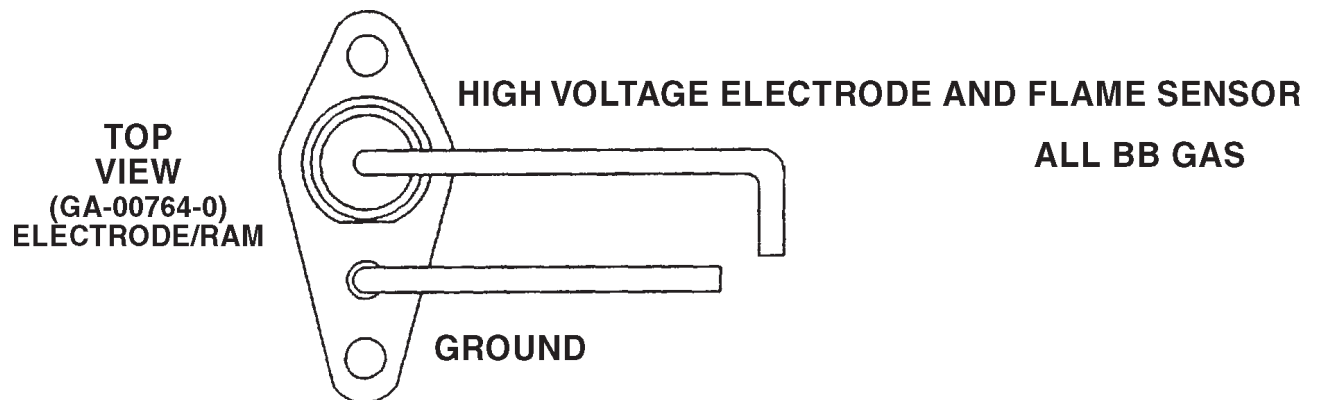 HIGH VOLTAGE ELECTRODE AND FLAME SENSOR
ALL BB GAS
TOP
VIEW
(GA-00764-0)
ELECTRODE/RAM
GROUND